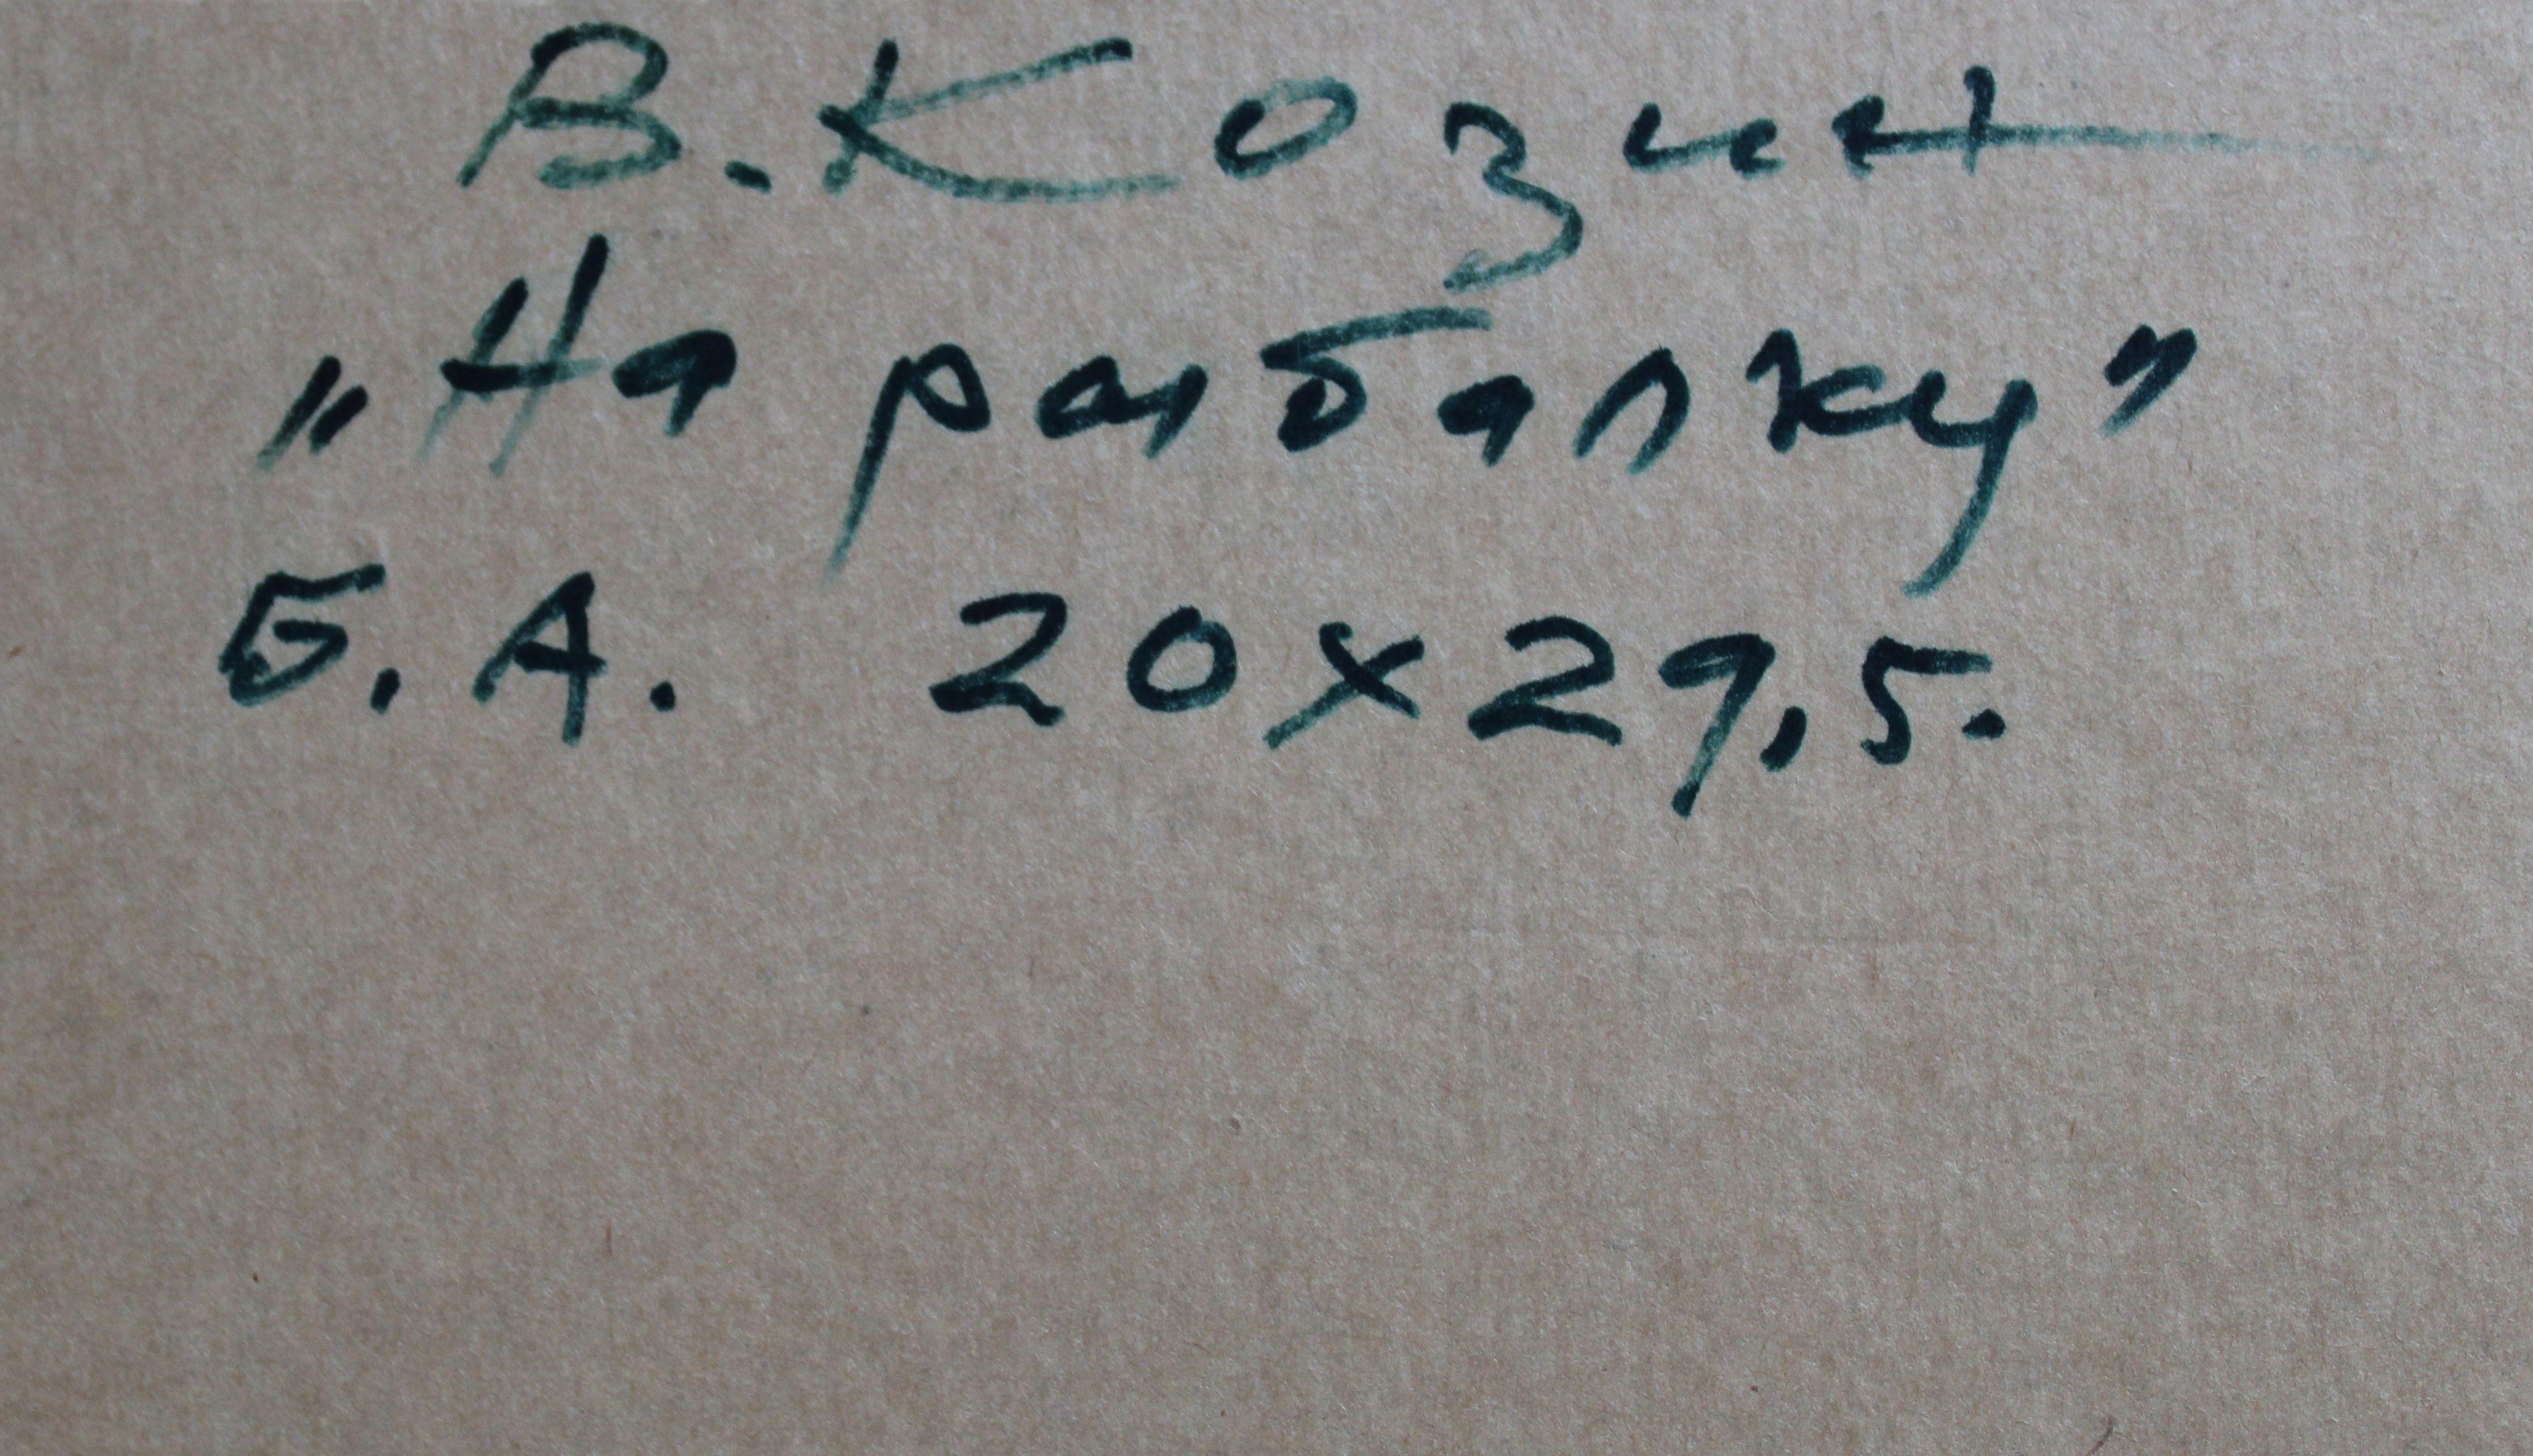 В. Козин
„На рыбалку”
Б. А. 20х29,5.